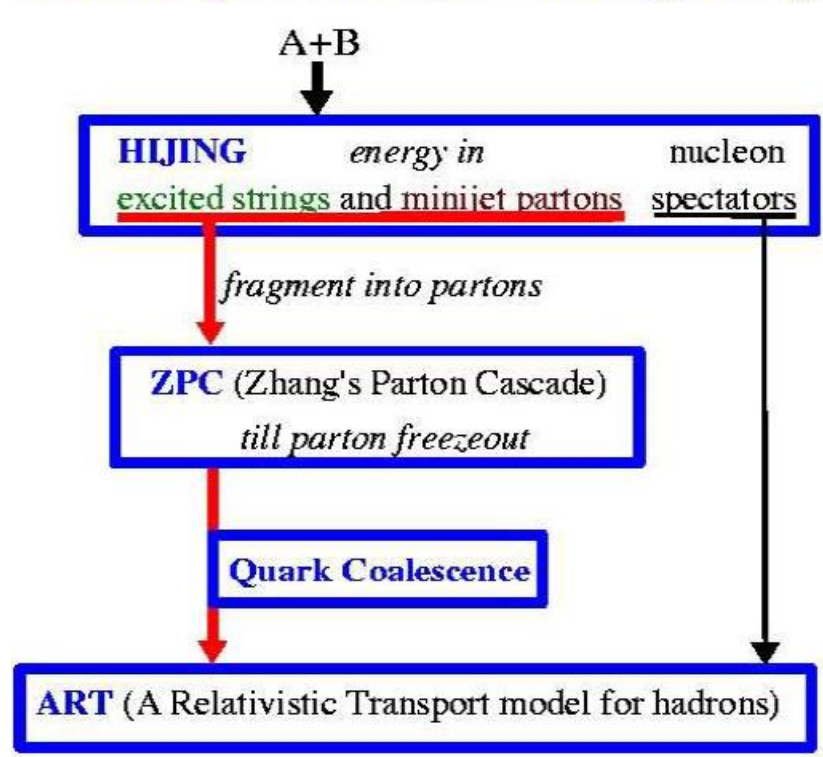 A+B
HIJING energy in nucleon
excited strings and minijet partons spectators
fragment into partons
ZPC (Zhang's Parton Cascade)
till parton freezeout
Quark Coalescence
ART (A Relativistic Transport model for hadrons)